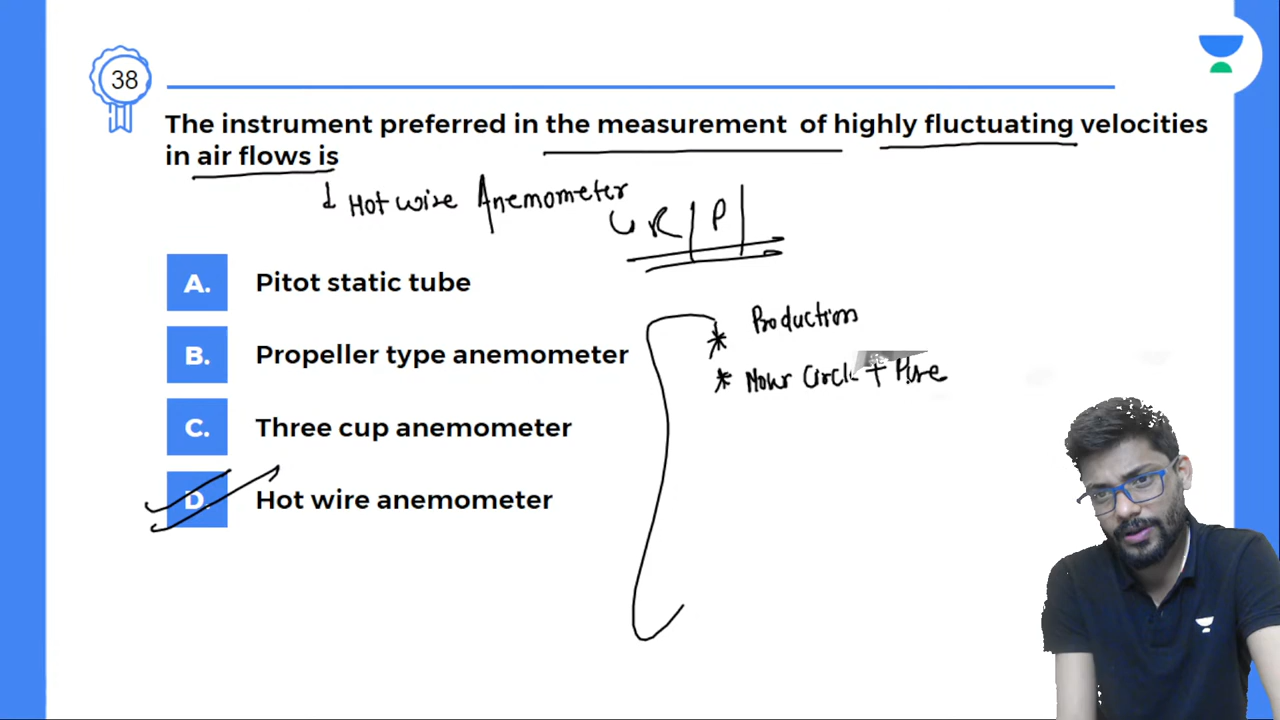 38
The instrument preferred in the measurement of highly fluctuating velocities
in air flows is
Hot wire Anemometer
R | P |
A. Pitot static tube
B. Propeller type anemometer
C. Three cup anemometer
D. Hot wire anemometer
* Production
* Mohr Circle +